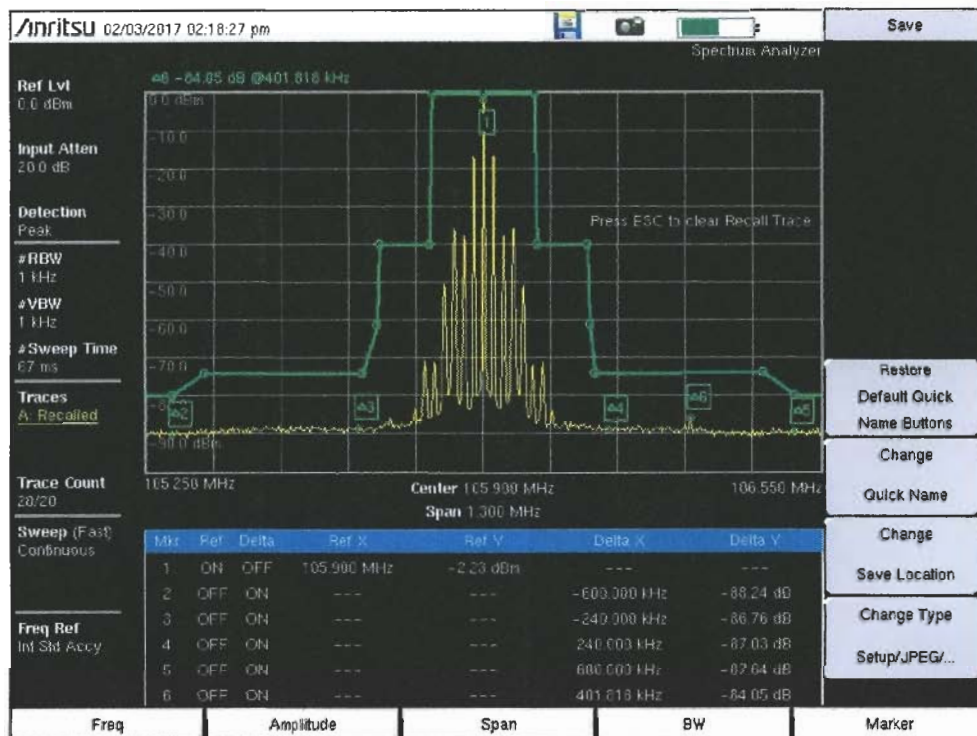 Anritsu 02/03/2017 02:18:27 pm
Save
Spectrum Analyzer
Ref Lvl
0.0 dBm
Input Atten
20.0 dB
Detection
Peak
#RBW
1 kHz
#VBW
1 kHz
#Sweep Time
67 ms
Traces
A: Recalled
Trace Count
20/20
Sweep (Fast)
Continuous
Freq Ref
Int Std Accy
Δ6 -84.05 dB @401.818 kHz
0.0 dBm
-10.0
-20.0
-30.0
-40.0
-50.0
-60.0
-70.0
-90.0 dBm
1
Δ2
Δ3
Δ4
Δ6
Δ5
Press ESC to clear Recall Trace
105.250 MHz
Center 105.900 MHz
106.550 MHz
Span 1.300 MHz
Mkr Ref Delta Ref X Ref Y Delta X Delta Y
1 ON OFF 105.900 MHz -2.23 dBm --- ---
2 OFF ON --- --- -600.000 kHz -88.24 dB
3 OFF ON --- --- -240.000 kHz -86.76 dB
4 OFF ON --- --- 240.000 kHz -87.03 dB
5 OFF ON --- --- 600.000 kHz -87.64 dB
6 OFF ON --- --- 401.818 kHz -84.05 dB
Restore
Default Quick
Name Buttons
Change
Quick Name
Change
Save Location
Change Type
Setup/JPEG/...
Freq
Amplitude
Span
BW
Marker